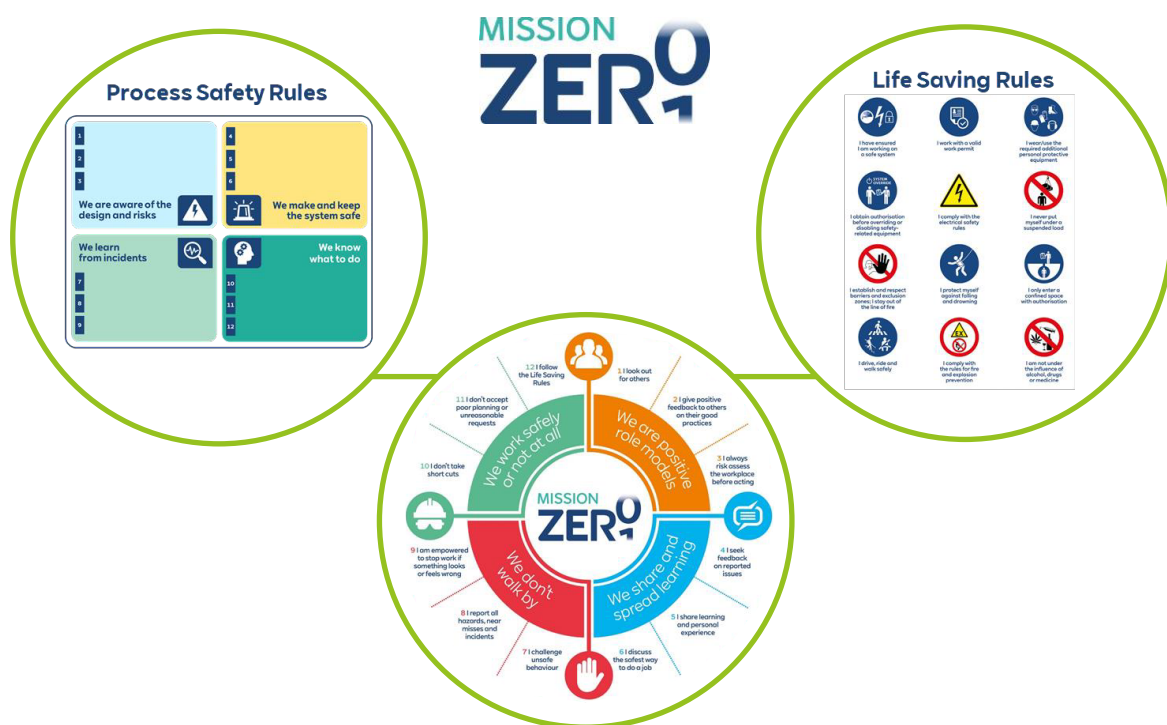 MISSION
ZERO
1
Process Safety Rules
1
2
3
We are aware of the
design and risks
4
5
6
We make and keep
the system safe
We learn
from incidents
7
8
9
We know
what to do
10
11
12
Life Saving Rules
I have ensured
I am working on
a safe system
I work with a valid
work permit
I wear/use the
required additional
personal protective
equipment
SYSTEM
OVERRIDE
I obtain authorisation
before overriding or
disabling safety-
related equipment
I comply with the
electrical safety
rules
I never put
myself under a
suspended load
I establish and respect
barriers and exclusion
zones; I stay out of
the line of fire
I protect myself
against falling
and drowning
I only enter a
confined space
with authorisation
I drive, ride and
walk safely
EX
I comply with
the rules for fire
and explosion
prevention
I am not under
the influence of
alcohol, drugs
or medicine
12 I follow
the Life Saving
Rules
1 I look out
for others
11 I don't accept
poor planning or
unreasonable
requests
2 I give positive
feedback to others
on their good
practices
10 I don't take
short cuts
3 I always
risk assess
the workplace
before acting
We work safely
or not at all
We are positive
role models
MISSION
ZERO
1
We don't
walk by
We share and
spread learning
9 I am empowered
to stop work if
something looks
or feels wrong
4 I seek
feedback
on reported
issues
8 I report all
hazards, near
misses and
incidents
5 I share learning
and personal
experience
7 I challenge
unsafe
behaviour
6 I discuss
the safest way
to do a job